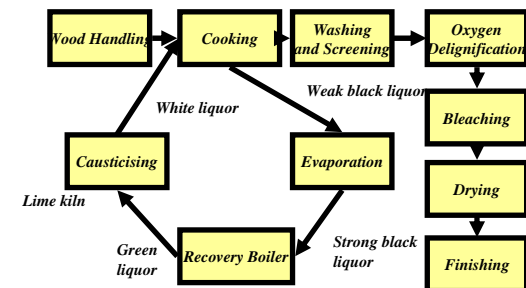 Wood Handling
Cooking
Washing
and Screening
Oxygen
Delignification
White liquor
Weak black liquor
Bleaching
Causticising
Evaporation
Drying
Lime kiln
Green
liquor
Recovery Boiler
Strong black
liquor
Finishing